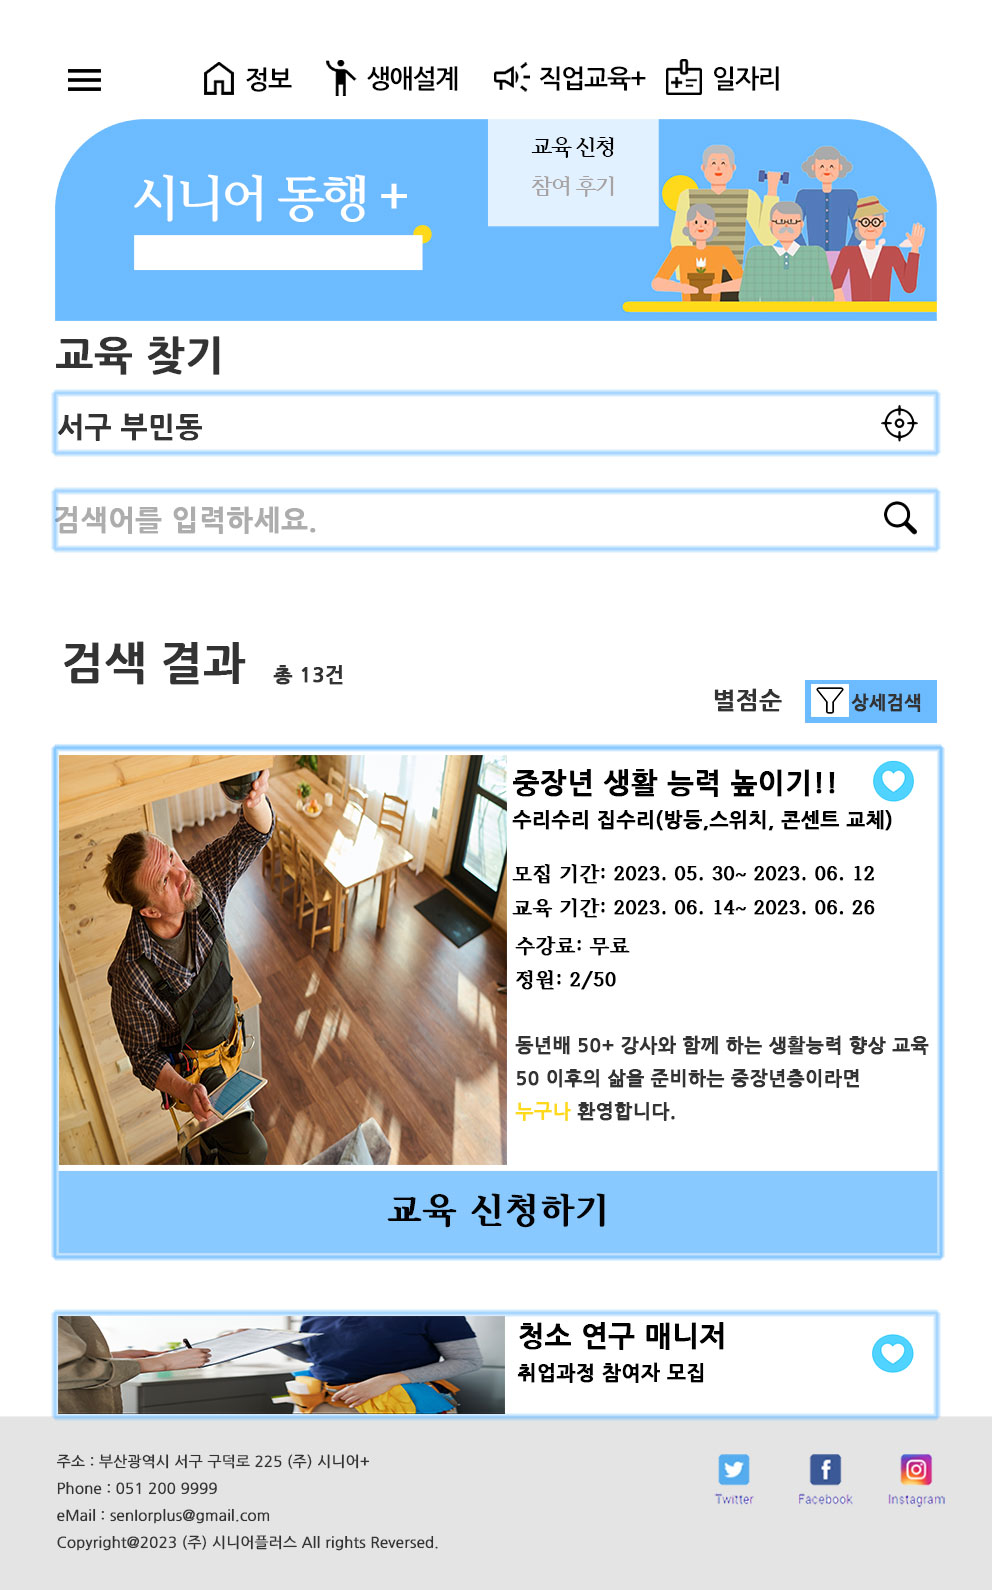 정보
생애설계
직업교육+
일자리
교육 신청
참여 후기
시니어 동행 +
교육 찾기
서구 부민동
검색어를 입력하세요.
검색 결과 총 13건
별점순
상세검색
중장년 생활 능력 높이기!!
수리수리 집수리(방등,스위치, 콘센트 교체)
모집 기간: 2023. 05. 30~ 2023. 06. 12
교육 기간: 2023. 06. 14~ 2023. 06. 26
수강료: 무료
정원: 2/50
동년배 50+ 강사와 함께 하는 생활능력 향상 교육
50 이후의 삶을 준비하는 중장년층이라면
누구나 환영합니다.
교육 신청하기
청소 연구 매니저
취업과정 참여자 모집
주소 : 부산광역시 서구 구덕로 225 (주) 시니어+
Phone : 051 200 9999
eMail : senIorplus@gmail.com
Copyright@2023 (주) 시니어플러스 All rights Reversed.
Twitter
Facebook
Instagram